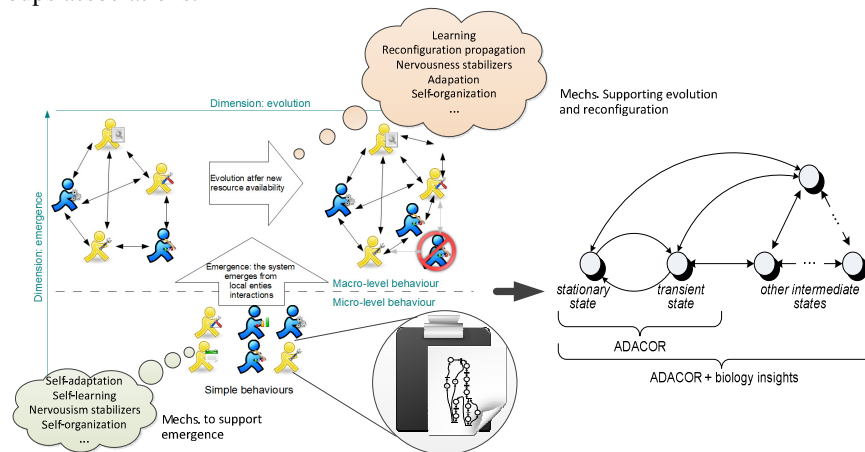 Learning
Reconfiguration propagation
Nervousness stabilizers
Adapation
Self-organization
...
Mechs. Supporting evolution
and reconfiguration
Dimension: evolution
Dimension: emergence
Evolution atfer new
resource availability
Emergence: the system
emerges from
local enties
interactions
Macro-level behaviour
Micro-level behaviour
Simple behaviours
Self-adaptation
Self-learning
Nervousism stabilizers
Self-organization
...
Mechs. to support
emergence
...
...
stationary
state
transient
state
other intermediate
states
ADACOR
ADACOR + biology insights